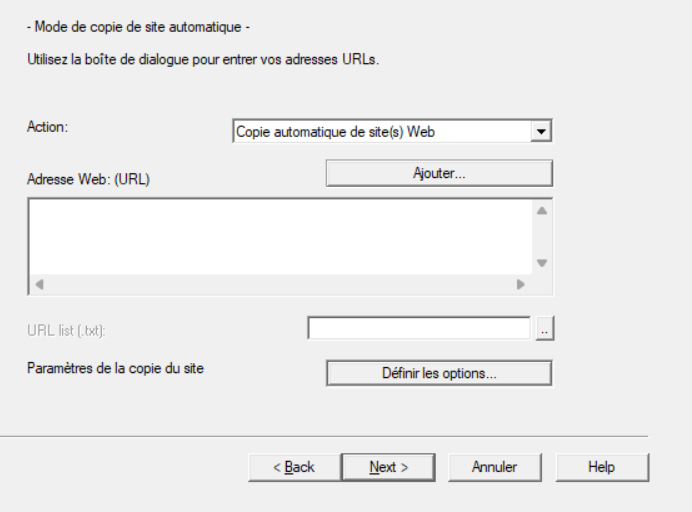 - Mode de copie de site automatique -
Utilisez la boîte de dialogue pour entrer vos adresses URLs.
Action:
Copie automatique de site(s) Web
Adresse Web: (URL)
Ajouter...
URL list (.txt):
..
Paramètres de la copie du site
Définir les options...
< Back
Next >
Annuler
Help